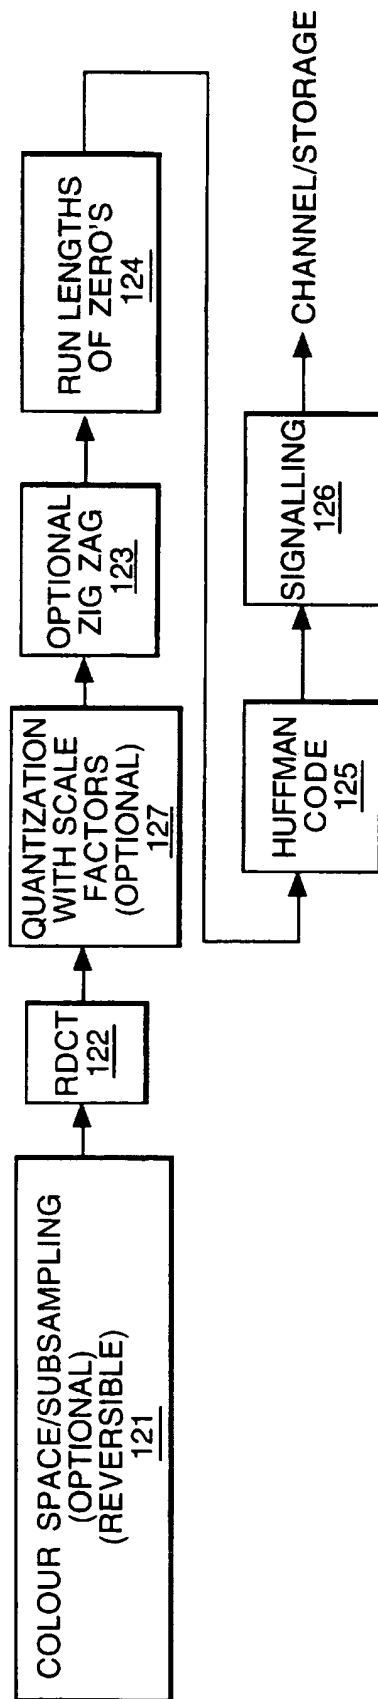 COLOUR SPACE/SUBSAMPLING
(OPTIONAL)
(REVERSIBLE)
121
RDCT
122
QUANTIZATION
WITH SCALE
FACTORS
(OPTIONAL)
127
OPTIONAL
ZIG ZAG
123
RUN LENGTHS
OF ZERO'S
124
HUFFMAN
CODE
125
SIGNALLING
126
CHANNEL/STORAGE